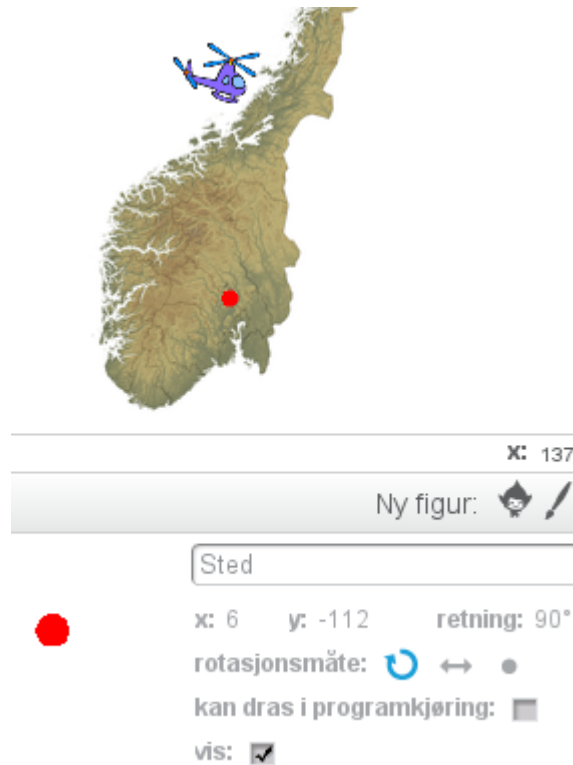 x: 137
Ny figur:
Sted
x: 6 y: -112 retning: 90°
rotasjonsmåte:
kan dras i programkjøring:
vis: